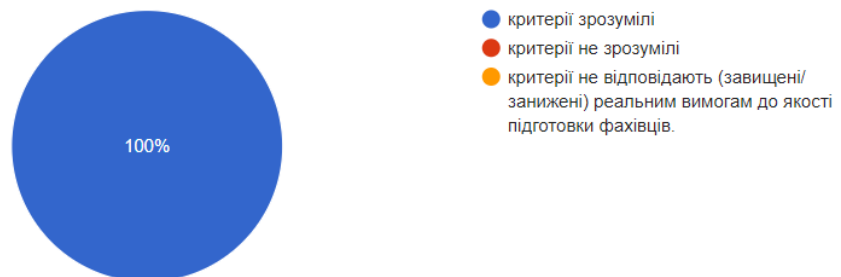 100%
критерії зрозумілі
критерії не зрозумілі
критерії не відповідають (завищені/
занижені) реальним вимогам до якості
підготовки фахівців.